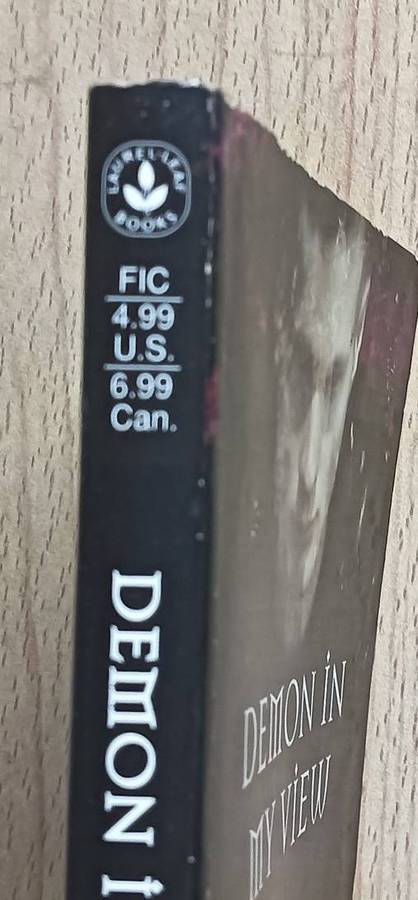 LAUREL-LEAF
BOOKS
FIC
4.99
U.S.
6.99
Can.
DEMON i
DEMON iN
MY ViEW